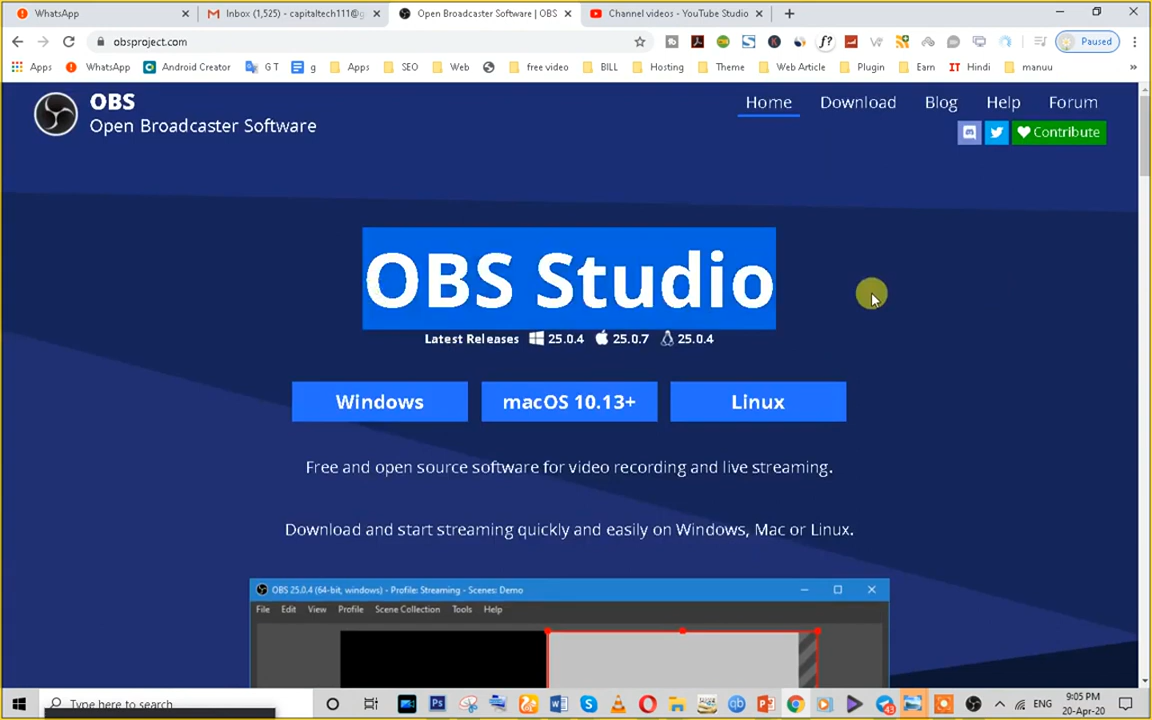 WhatsApp
Inbox (1,525) - capitaltech111@g
Open Broadcaster Software | OBS
Channel videos - YouTube Studio
obsproject.com
Paused
Apps
WhatsApp
Android Creator
G T
g
Apps
SEO
Web
free video
BILL
Hosting
Theme
Web Article
Plugin
Earn
IT Hindi
manuu
OBS
Open Broadcaster Software
Home
Download
Blog
Help
Forum
Contribute
OBS Studio
Latest Releases 25.0.4 25.0.7 25.0.4
Windows
macOS 10.13+
Linux
Free and open source software for video recording and live streaming.
Download and start streaming quickly and easily on Windows, Mac or Linux.
OBS 25.0.4 (64-bit, windows) - Profile: Streaming - Scenes: Demo
File Edit View Profile Scene Collection Tools Help
Type here to search
43
ENG
9:05 PM
20-Apr-20